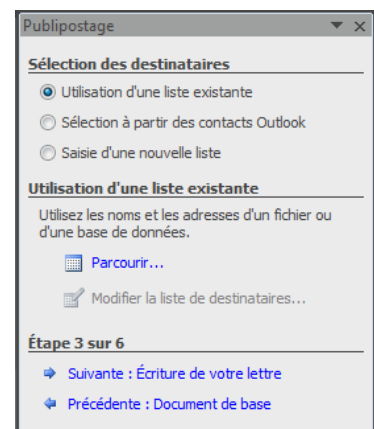 Publipostage
Sélection des destinataires
Utilisation d'une liste existante
Sélection à partir des contacts Outlook
Saisie d'une nouvelle liste
Utilisation d'une liste existante
Utilisez les noms et les adresses d'un fichier ou
d'une base de données.
Parcourir...
Modifier la liste de destinataires...
Étape 3 sur 6
Suivante : Écriture de votre lettre
Précédente : Document de base